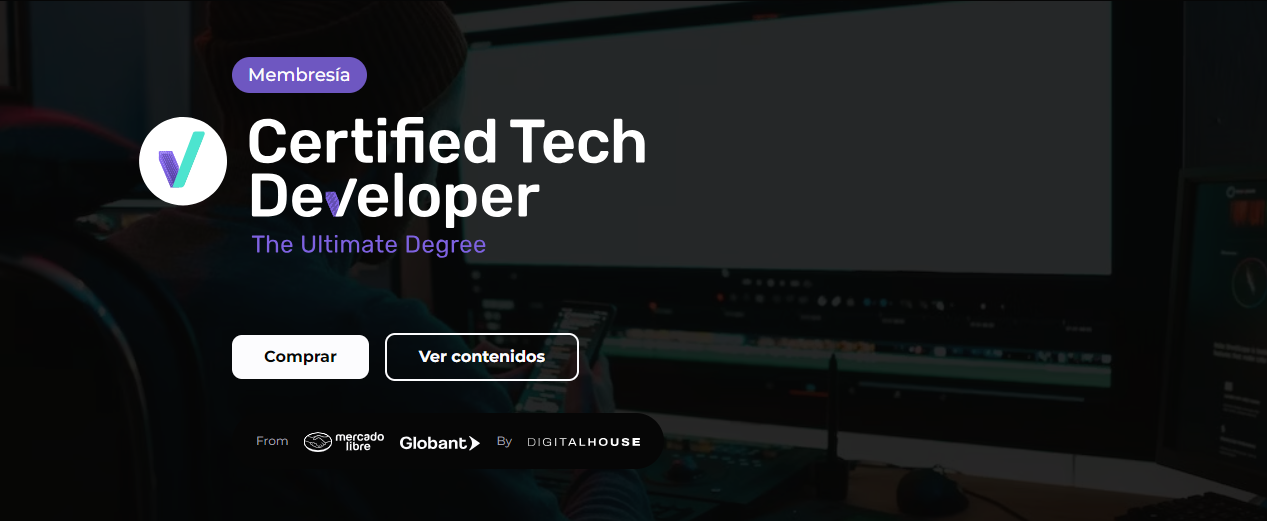 Membresía
Certified Tech
Developer
The Ultimate Degree
Comprar
Ver contenidos
From mercado libre Globant By DIGITALHOUSE